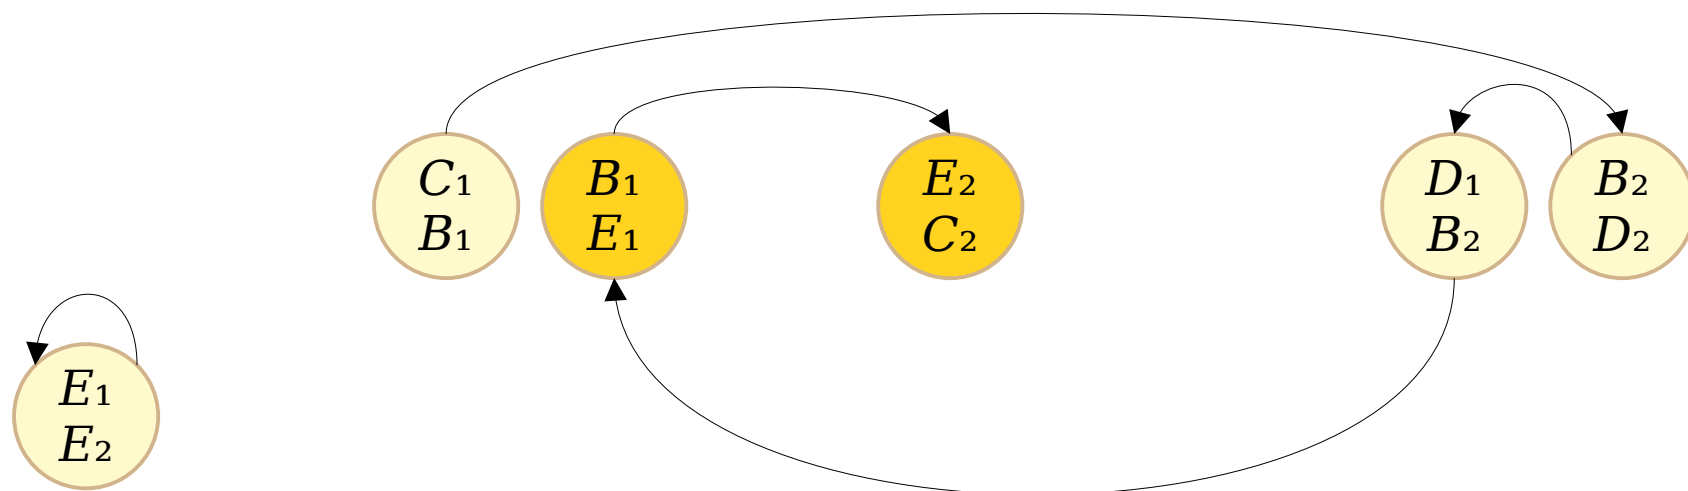 C₁
B₁
B₁
E₁
E₂
C₂
D₁
B₂
B₂
D₂
E₁
E₂